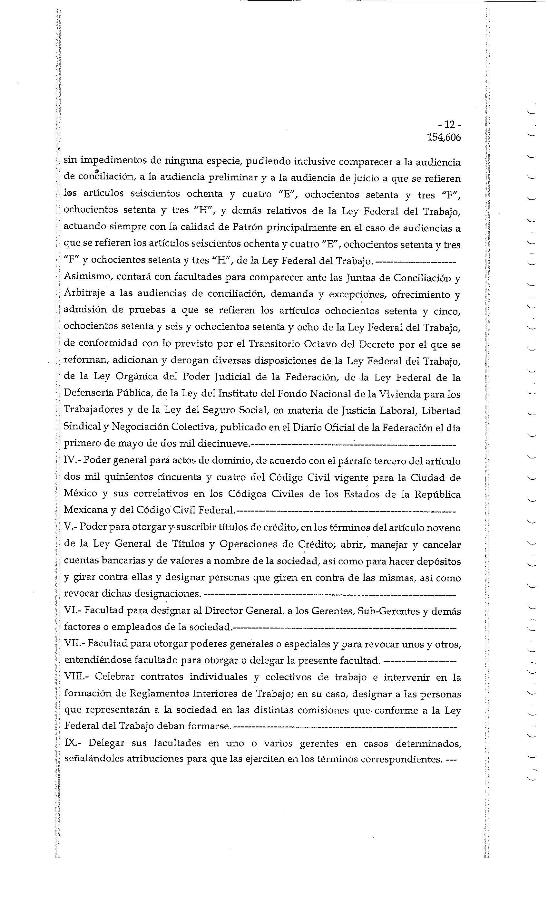 - 12 -
154,606
sin impedimentos de ninguna especie, pudiendo inclusive comparecer a la audiencia
de conciliación, a la audiencia preliminar y a la audiencia de juicio a que se refieren
los artículos seiscientos ochenta y cuatro "E", ochocientos setenta y tres "F",
ochocientos setenta y tres "H", y demás relativos de la Ley Federal del Trabajo,
actuando siempre con la calidad de Patrón principalmente en el caso de audiencias a
que se refieren los artículos seiscientos ochenta y cuatro "E", ochocientos setenta y tres
"F" y ochocientos setenta y tres "H", de la Ley Federal del Trabajo. ----------------------
Asimismo, contará con facultades para comparecer ante las Juntas de Conciliación y
Arbitraje a las audiencias de conciliación, demanda y excepciones, ofrecimiento y
admisión de pruebas a que se refieren los artículos ochocientos setenta y cinco,
ochocientos setenta y seis y ochocientos setenta y ocho de la Ley Federal del Trabajo,
de conformidad con lo previsto por el Transitorio Octavo del Decreto por el que se
reforman, adicionan y derogan diversas disposiciones de la Ley Federal del Trabajo,
de la Ley Orgánica del Poder Judicial de la Federación, de la Ley Federal de la
Defensoría Pública, de la Ley del Instituto del Fondo Nacional de la Vivienda para los
Trabajadores y de la Ley del Seguro Social, en materia de Justicia Laboral, Libertad
Sindical y Negociación Colectiva, publicado en el Diario Oficial de la Federación el día
primero de mayo de dos mil diecinueve.--------------------------------------------------------
IV.- Poder general para actos de dominio, de acuerdo con el párrafo tercero del artículo
dos mil quinientos cincuenta y cuatro del Código Civil vigente para la Ciudad de
México y sus correlativos en los Códigos Civiles de los Estados de la República
Mexicana y del Código Civil Federal.------------------------------------------------------------
V.- Poder para otorgar y suscribir títulos de crédito, en los términos del artículo noveno
de la Ley General de Títulos y Operaciones de Crédito; abrir, manejar y cancelar
cuentas bancarias y de valores a nombre de la sociedad, así como para hacer depósitos
y girar contra ellas y designar personas que giren en contra de las mismas, así como
revocar dichas designaciones. --------------------------------------------------------------------
VI.- Facultad para designar al Director General, a los Gerentes, Sub-Gerentes y demás
factores o empleados de la sociedad.-------------------------------------------------------------
VII.- Facultad para otorgar poderes generales o especiales y para revocar unos y otros,
entendiéndose facultado para otorgar o delegar la presente facultad. --------------------
VIII.- Celebrar contratos individuales y colectivos de trabajo e intervenir en la
formación de Reglamentos Interiores de Trabajo; en su caso, designar a las personas
que representarán a la sociedad en las distintas comisiones que conforme a la Ley
Federal del Trabajo deban formarse. -------------------------------------------------------------
IX.- Delegar sus facultades en uno o varios gerentes en casos determinados,
señalándoles atribuciones para que las ejerciten en los términos correspondientes. ---